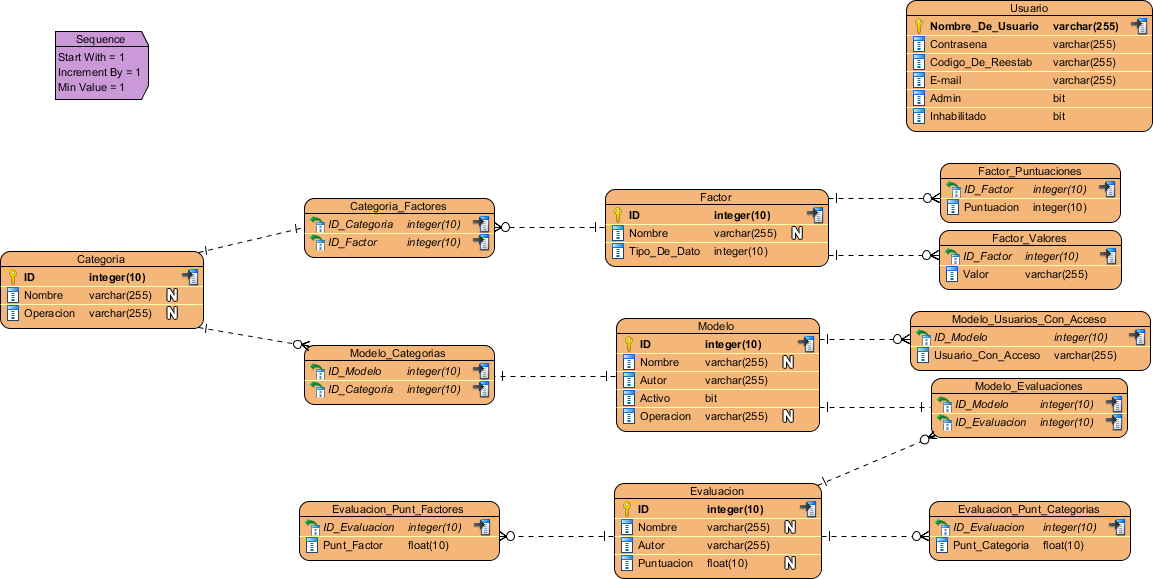 Sequence
Start With = 1
Increment By = 1
Min Value = 1
Usuario
Nombre_De_Usuario varchar(255)
Contrasena varchar(255)
Codigo_De_Reestab varchar(255)
E-mail varchar(255)
Admin bit
Inhabilitado bit
Categoria_Factores
ID_Categoria integer(10)
ID_Factor integer(10)
Factor
ID integer(10)
Nombre varchar(255) N
Tipo_De_Dato integer(10)
Factor_Puntuaciones
ID_Factor integer(10)
Puntuacion integer(10)
Factor_Valores
ID_Factor integer(10)
Valor varchar(255)
Categoria
ID integer(10)
Nombre varchar(255) N
Operacion varchar(255) N
Modelo_Categorias
ID_Modelo integer(10)
ID_Categoria integer(10)
Modelo
ID integer(10)
Nombre varchar(255) N
Autor varchar(255)
Activo bit
Operacion varchar(255) N
Modelo_Usuarios_Con_Acceso
ID_Modelo integer(10)
Usuario_Con_Acceso varchar(255)
Modelo_Evaluaciones
ID_Modelo integer(10)
ID_Evaluacion integer(10)
Evaluacion_Punt_Factores
ID_Evaluacion integer(10)
Punt_Factor float(10)
Evaluacion
ID integer(10)
Nombre varchar(255) N
Autor varchar(255)
Puntuacion float(10) N
Evaluacion_Punt_Categorias
ID_Evaluacion integer(10)
Punt_Categoria float(10)